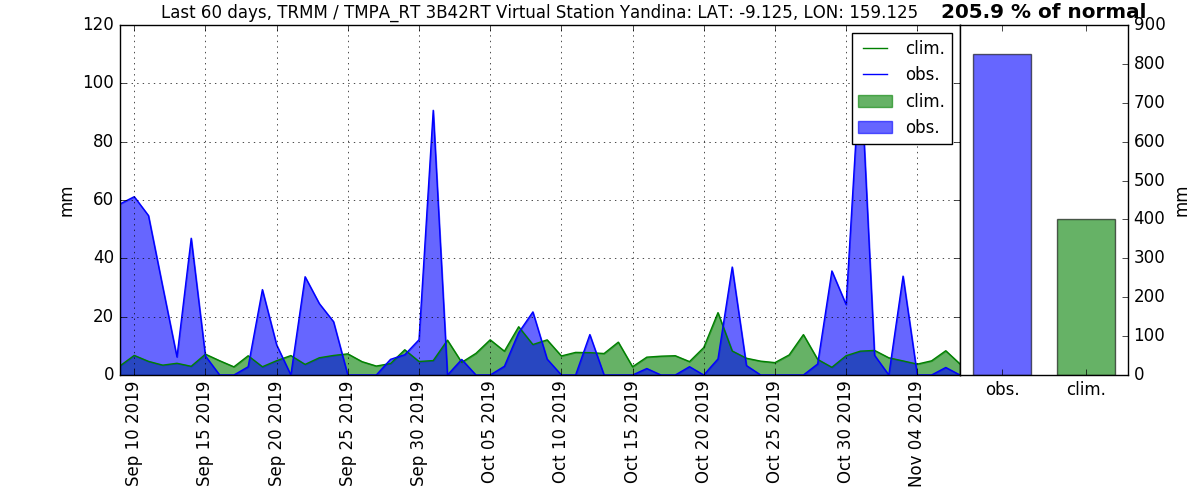 Last 60 days, TRMM / TMPA_RT 3B42RT Virtual Station Yandina: LAT: -9.125, LON: 159.125
205.9 % of normal
120
100
80
60
40
20
0
mm
clim.
obs.
clim.
obs.
900
800
700
600
500
400
300
200
100
0
mm
Sep 10 2019
Sep 15 2019
Sep 20 2019
Sep 25 2019
Sep 30 2019
Oct 05 2019
Oct 10 2019
Oct 15 2019
Oct 20 2019
Oct 25 2019
Oct 30 2019
Nov 04 2019
obs.
clim.